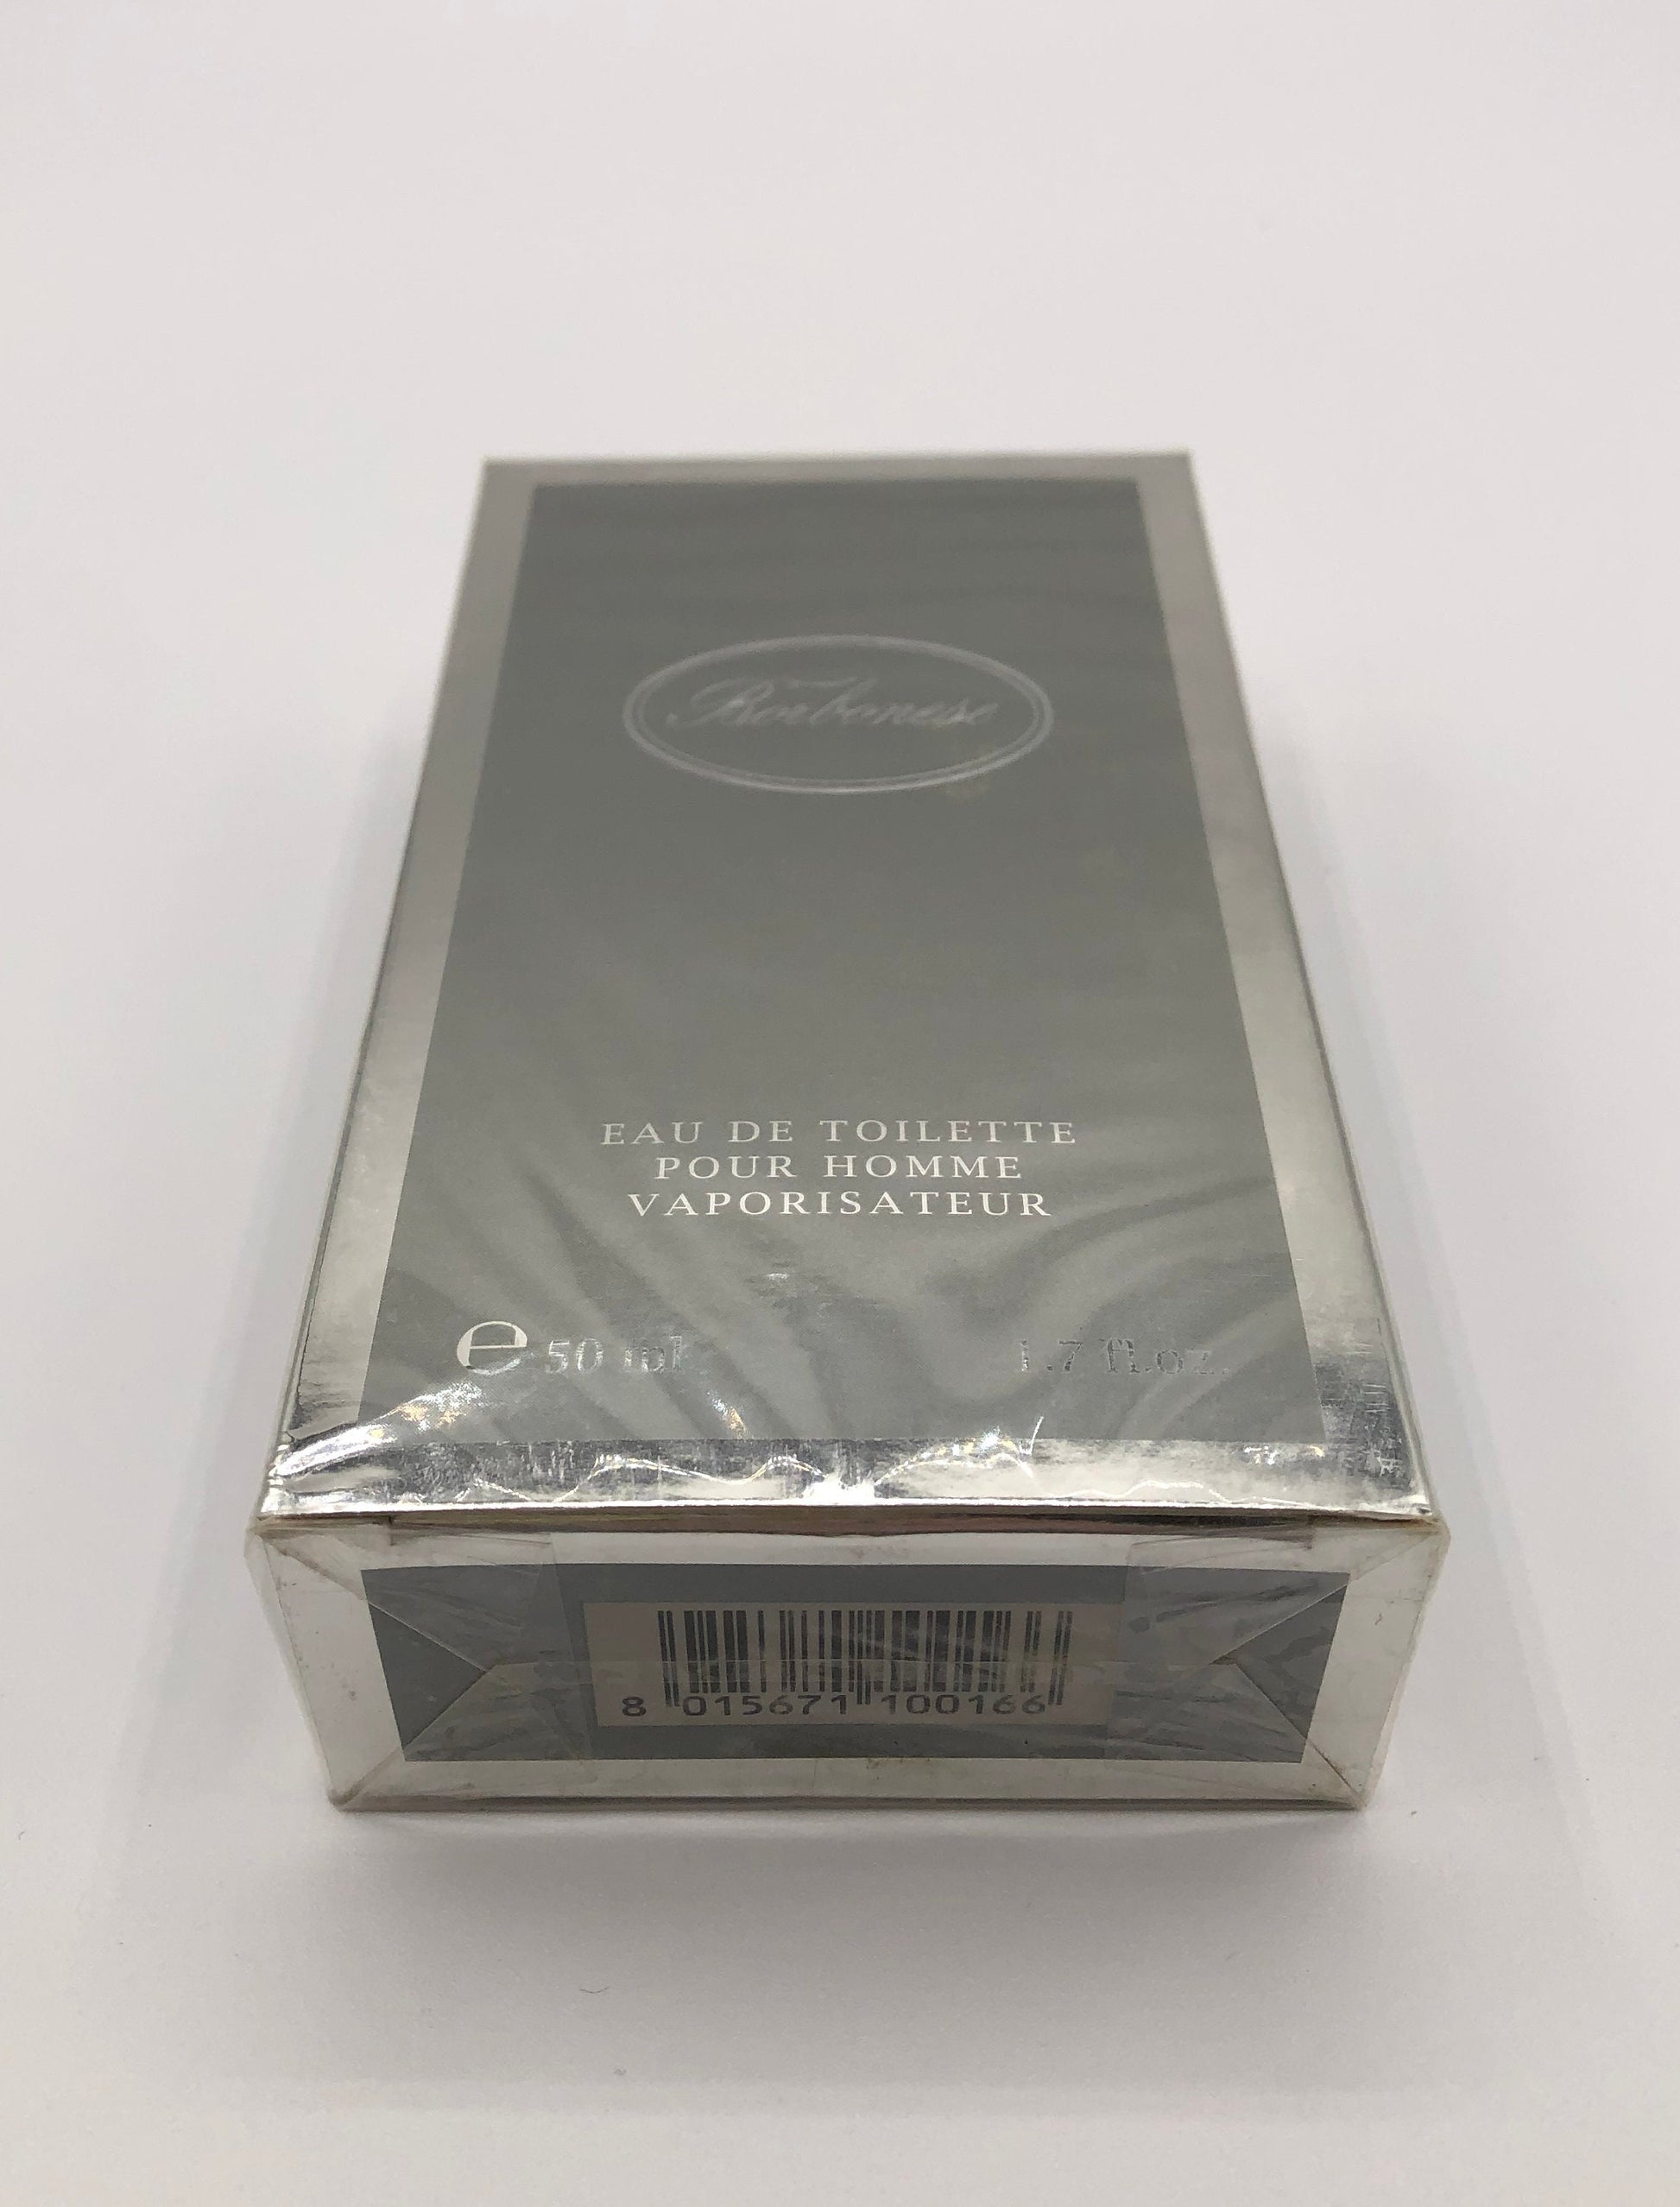 Borbonese
EAU DE TOILETTE
POUR HOMME
VAPORISATEUR
℮ 50 ml 1.7 fl.oz.
8 015671 100166